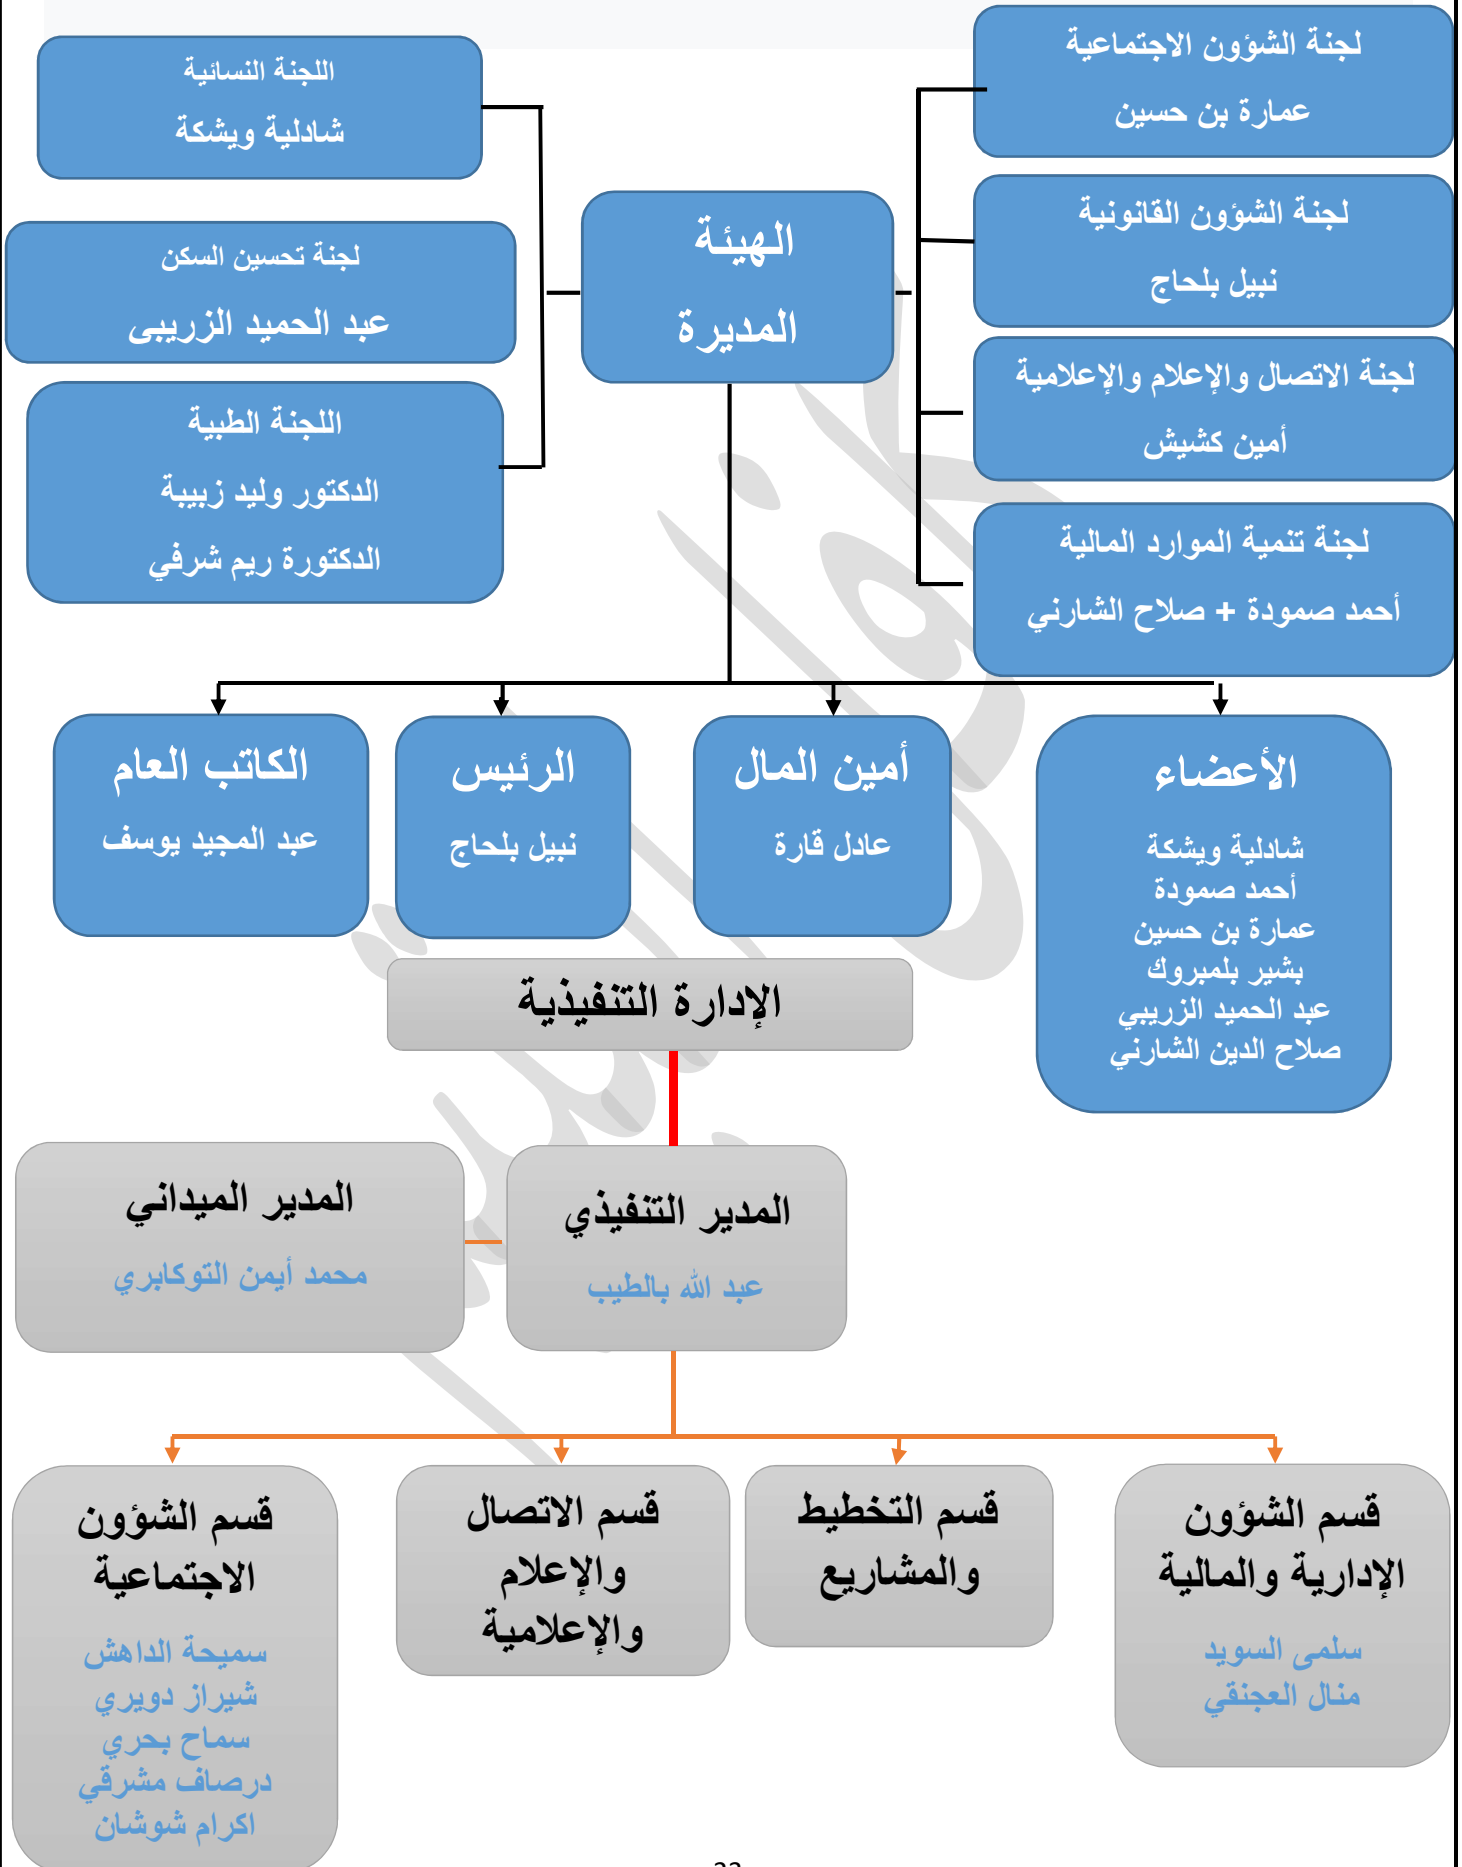 لجنة الشؤون الاجتماعية
عمارة بن حسين
اللجنة النسائية
شادلية ويشكة
الهيئة
المديرة
لجنة الشؤون القانونية
نبيل بلحاج
لجنة تحسين السكن
عبد الحميد الزريبي
لجنة الاتصال والإعلام والإعلامية
أمين كشيش
اللجنة الطبية
الدكتور وليد زبيبة
الدكتورة ريم شرفي
لجنة تنمية الموارد المالية
أحمد صمودة + صلاح الشارني
الأعضاء
شادلية ويشكة
أحمد صمودة
عمارة بن حسين
بشير بلمبروك
عبد الحميد الزريبي
صلاح الدين الشارني
أمين المال
عادل قارة
الرئيس
نبيل بلحاج
الكاتب العام
عبد المجيد يوسف
الإدارة التنفيذية
المدير التنفيذي
عبد الله بالطيب
المدير الميداني
محمد أيمن التوكابري
قسم الشؤون
الإدارية والمالية
سلمى السويد
منال العجنقي
قسم التخطيط
والمشاريع
قسم الاتصال
والإعلام
والإعلامية
قسم الشؤون
الاجتماعية
سميحة الداهش
شيراز دويري
سماح بحري
درصاف مشرقي
اكرام شوشان